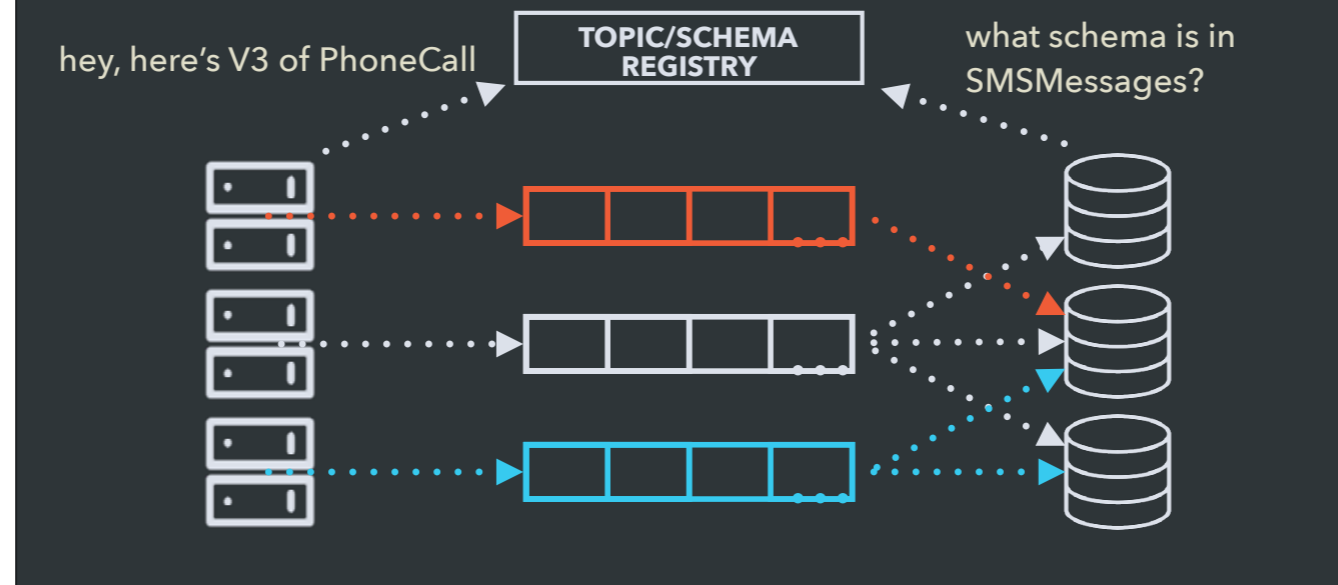 hey, here's V3 of PhoneCall
TOPIC/SCHEMA
REGISTRY
what schema is in
SMSMessages?